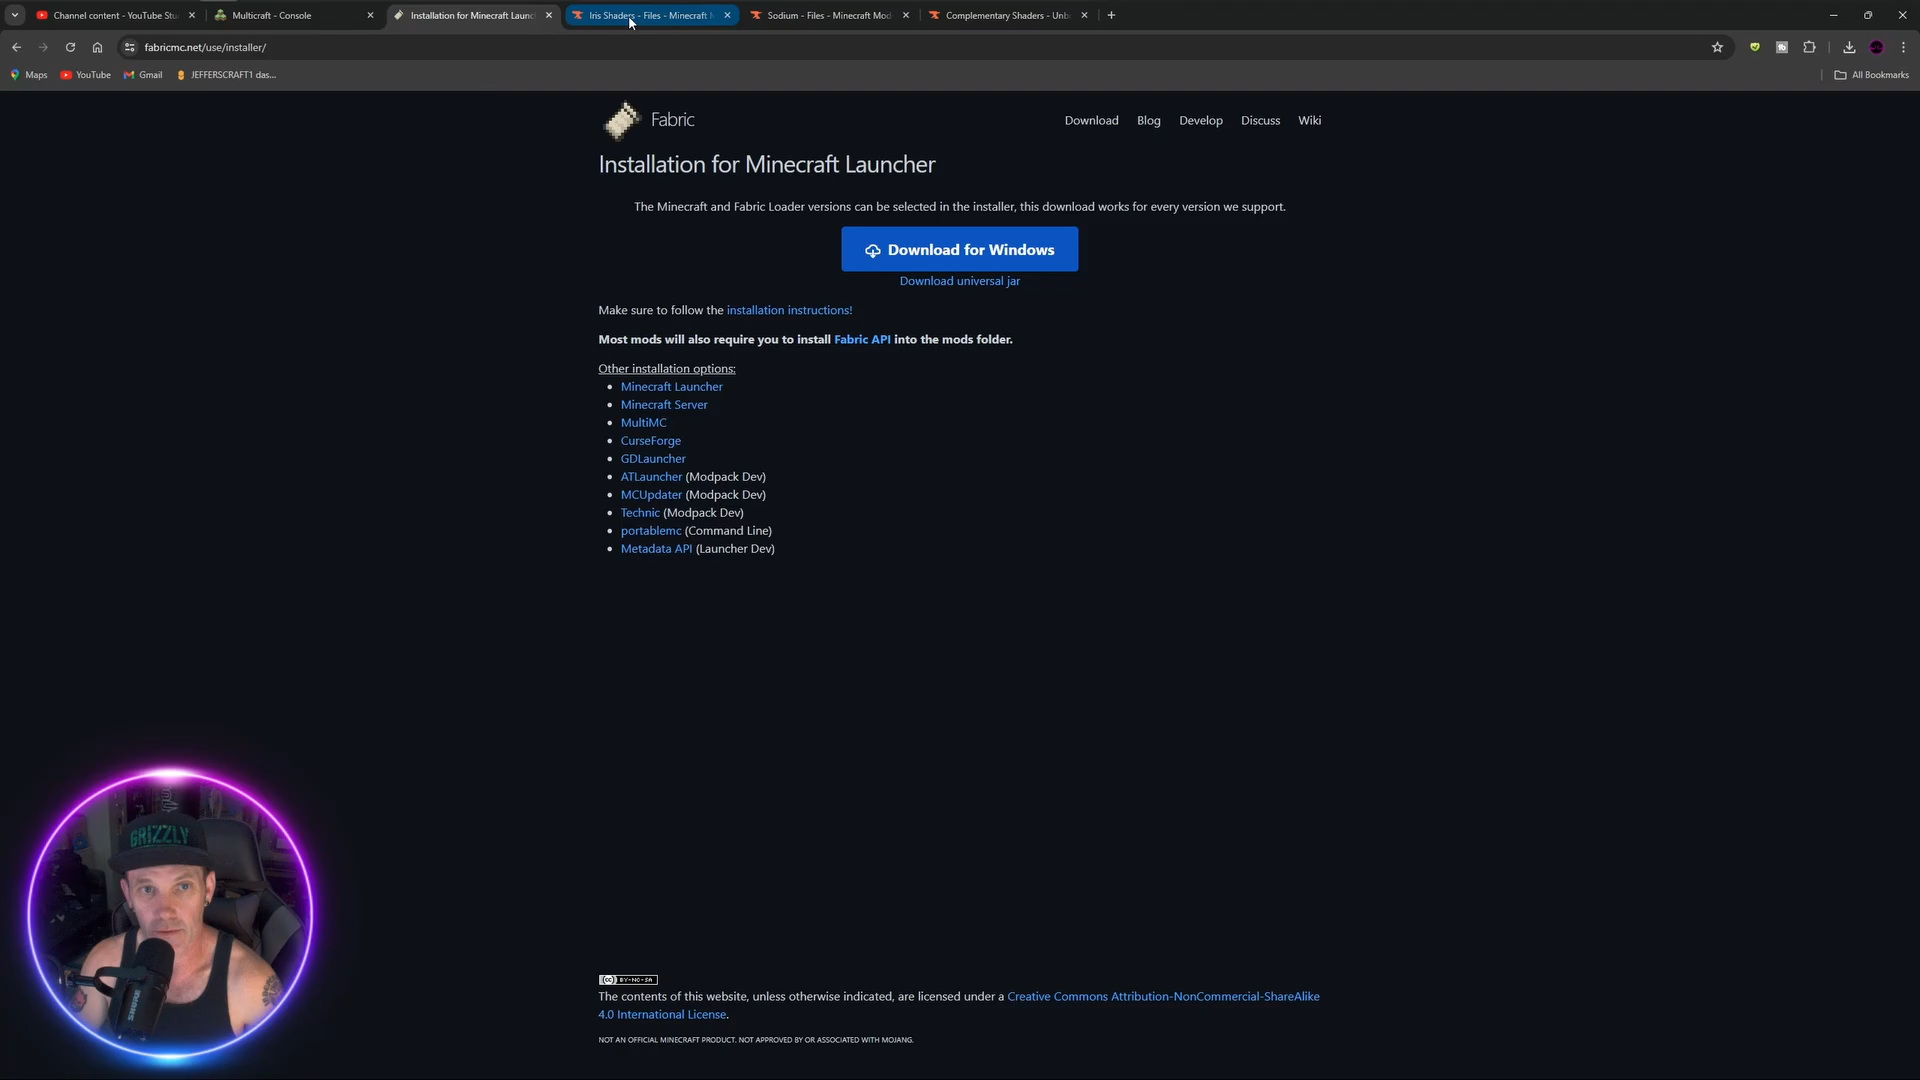 Channel content - YouTube Stu
Multicraft - Console
Installation for Minecraft Launc
Iris Shaders - Files - Minecraft M
Sodium - Files - Minecraft Mod
Complementary Shaders - Unb
fabricmc.net/use/installer/
Maps
YouTube
Gmail
JEFFERSCRAFT1 das...
All Bookmarks
Fabric
Download
Blog
Develop
Discuss
Wiki
Installation for Minecraft Launcher
The Minecraft and Fabric Loader versions can be selected in the installer, this download works for every version we support.
Download for Windows
Download universal jar
Make sure to follow the installation instructions!
Most mods will also require you to install Fabric API into the mods folder.
Other installation options:
Minecraft Launcher
Minecraft Server
MultiMC
CurseForge
GDLauncher
ATLauncher (Modpack Dev)
MCUpdater (Modpack Dev)
Technic (Modpack Dev)
portablemc (Command Line)
Metadata API (Launcher Dev)
GRIZZLY
SHURE
(cc) BY-NC-SA
The contents of this website, unless otherwise indicated, are licensed under a Creative Commons Attribution-NonCommercial-ShareAlike
4.0 International License.
NOT AN OFFICIAL MINECRAFT PRODUCT. NOT APPROVED BY OR ASSOCIATED WITH MOJANG.